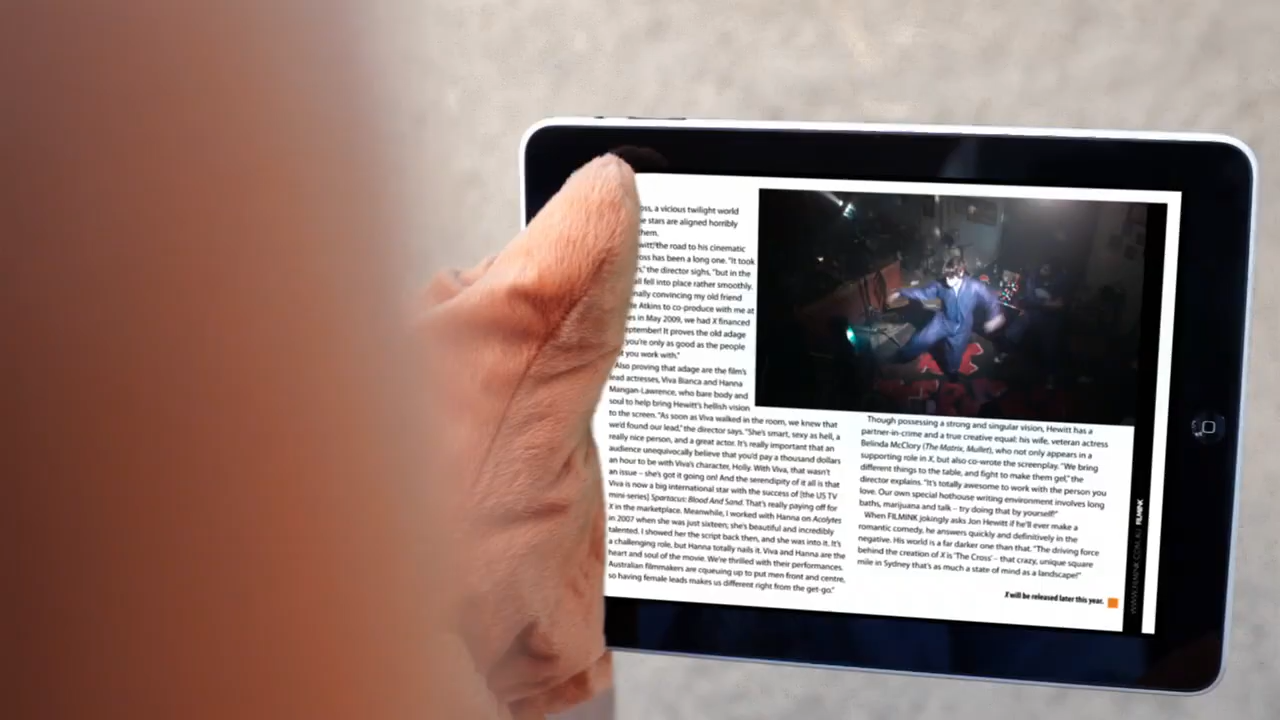 oss, a vicious twilight world
e stars are aligned horribly
them.
witt, the road to his cinematic
oss has been a long one. "It took
rs," the director sighs, "but in the
all fell into place rather smoothly.
nally convincing my old friend
e Atkins to co-produce with me at
es in May 2009, we had X financed
eptember! It proves the old adage
you're only as good as the people
t you work with."
Also proving that adage are the film's
lead actresses, Viva Bianca and Hanna
Mangan-Lawrence, who bare body and
soul to help bring Hewitt's hellish vision
to the screen. "As soon as Viva walked in the room, we knew that
we'd found our lead," the director says. "She's smart, sexy as hell, a
really nice person, and a great actor. It's really important that an
audience unequivocally believe that you'd pay a thousand dollars
an hour to be with Viva's character, Holly. With Viva, that wasn't
an issue – she's got it going on! And the serendipity of it all is that
Viva is now a big international star with the success of [the US TV
mini-series] Spartacus: Blood And Sand. That's really paying off for
X in the marketplace. Meanwhile, I worked with Hanna on Acolytes
in 2007 when she was just sixteen; she's beautiful and incredibly
talented. I showed her the script back then, and she was into it. It's
a challenging role, but Hanna totally nails it. Viva and Hanna are the
heart and soul of the movie. We're thrilled with their performances.
Australian filmmakers are cqueuing up to put men front and centre,
so having female leads makes us different right from the get-go."
Though possessing a strong and singular vision, Hewitt has a
partner-in-crime and a true creative equal: his wife, veteran actress
Belinda McClory (The Matrix, Mullet), who not only appears in a
supporting role in X, but also co-wrote the screenplay. "We bring
different things to the table, and fight to make them gel," the
director explains. "It's totally awesome to work with the person you
love. Our own special hothouse writing environment involves long
baths, marijuana and talk – try doing that by yourself!"
When FILMINK jokingly asks Jon Hewitt if he'll ever make a
romantic comedy, he answers quickly and definitively in the
negative. His world is a far darker one than that. "The driving force
behind the creation of X is 'The Cross' – that crazy, unique square
mile in Sydney that's as much a state of mind as a landscape!"
X will be released later this year.
WWW.FILMINK.COM.AU FILMINK